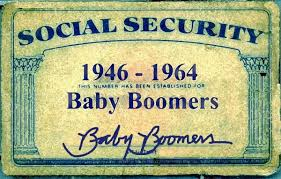 SOCIAL SECURITY
1946 - 1964
THIS NUMBER HAS BEEN ESTABLISHED FOR
Baby Boomers
Baby Boomers